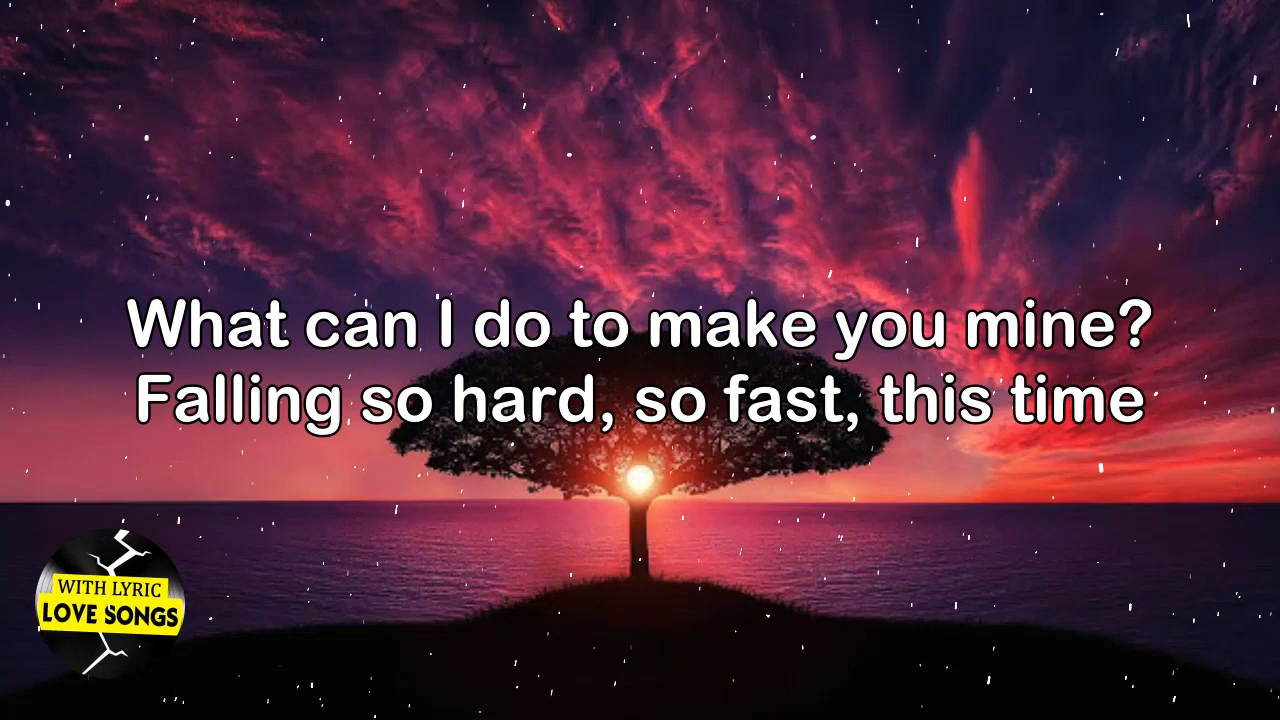 What can I do to make you mine?
Falling so hard, so fast, this time
WITH LYRIC
LOVE SONGS